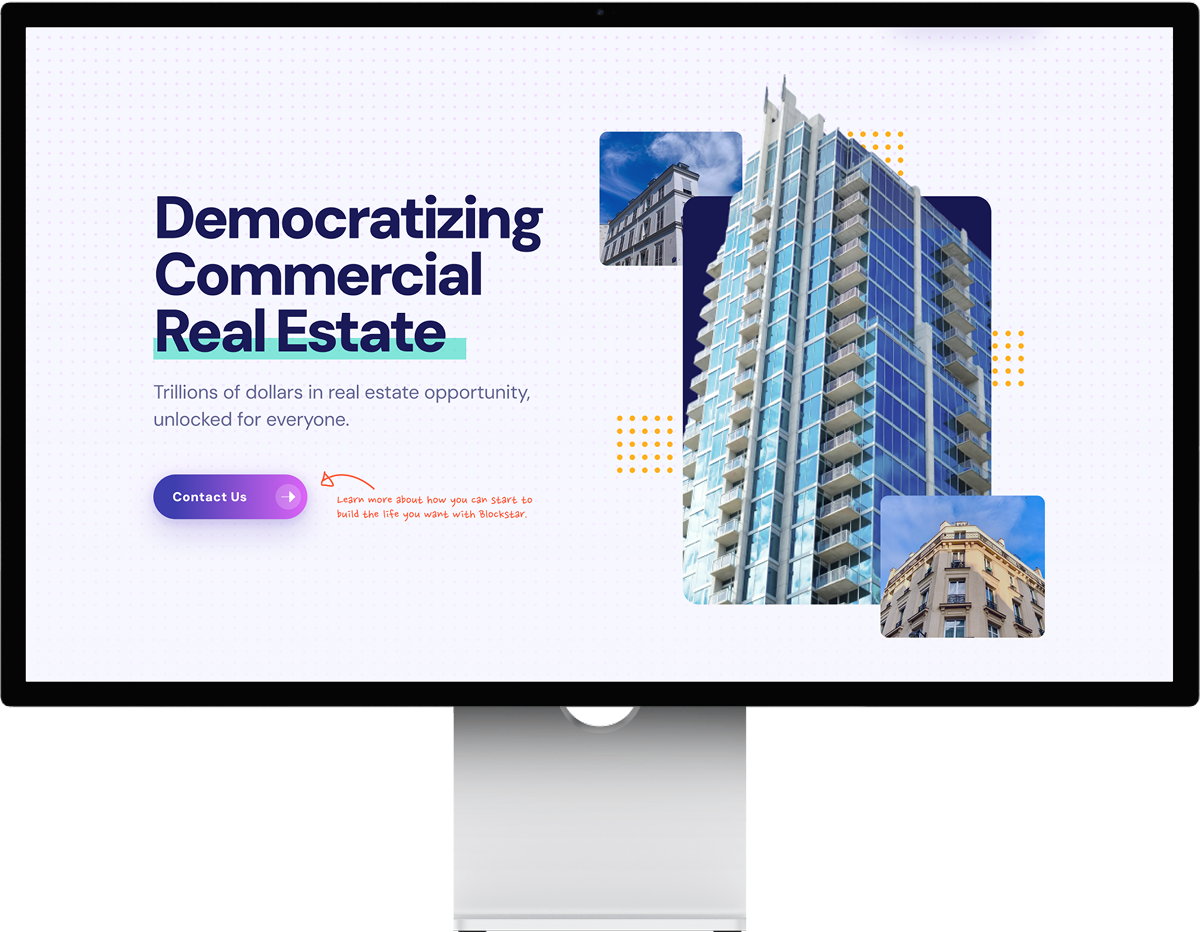 Democratizing
Commercial
Real Estate
Trillions of dollars in real estate opportunity,
unlocked for everyone.
Contact Us
Learn more about how you can start to
build the life you want with Blockstar.